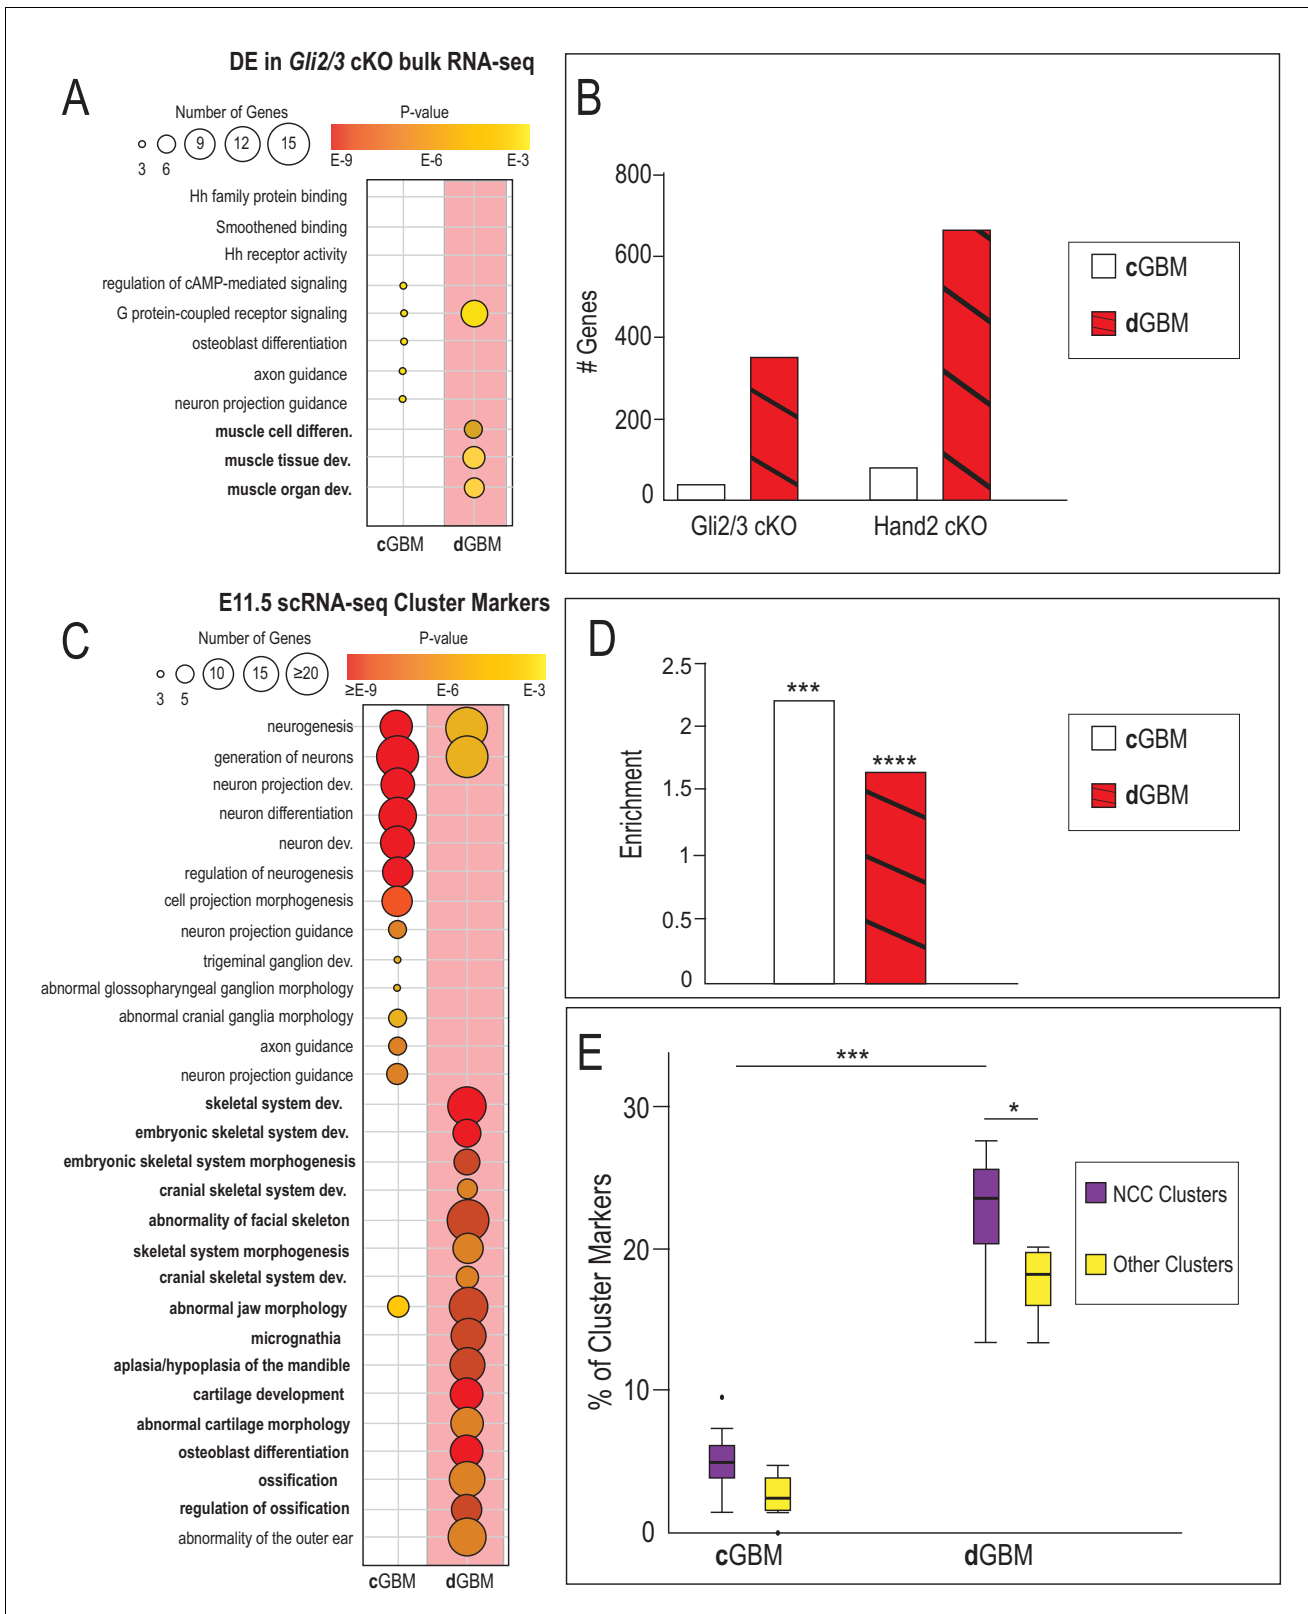 DE in Gli2/3 cKO bulk RNA-seq
A
Number of Genes
P-value
9 12 15
3 6
E-9 E-6 E-3
Hh family protein binding
Smoothened binding
Hh receptor activity
regulation of cAMP-mediated signaling
G protein-coupled receptor signaling
osteoblast differentiation
axon guidance
neuron projection guidance
muscle cell differen.
muscle tissue dev.
muscle organ dev.
cGBM dGBM
B
# Genes
800
600
400
200
0
Gli2/3 cKO Hand2 cKO
cGBM
dGBM
E11.5 scRNA-seq Cluster Markers
C
Number of Genes
P-value
10 15 ≥20
3 5
≥E-9 E-6 E-3
neurogenesis
generation of neurons
neuron projection dev.
neuron differentiation
neuron dev.
regulation of neurogenesis
cell projection morphogenesis
neuron projection guidance
trigeminal ganglion dev.
abnormal glossopharyngeal ganglion morphology
abnormal cranial ganglia morphology
axon guidance
neuron projection guidance
skeletal system dev.
embryonic skeletal system dev.
embryonic skeletal system morphogenesis
cranial skeletal system dev.
abnormality of facial skeleton
skeletal system morphogenesis
cranial skeletal system dev.
abnormal jaw morphology
micrognathia
aplasia/hypoplasia of the mandible
cartilage development
abnormal cartilage morphology
osteoblast differentiation
ossification
regulation of ossification
abnormality of the outer ear
cGBM dGBM
D
Enrichment
2.5
2
1.5
1
0.5
0
***
****
cGBM
dGBM
E
% of Cluster Markers
30
20
10
0
***
*
cGBM dGBM
NCC Clusters
Other Clusters